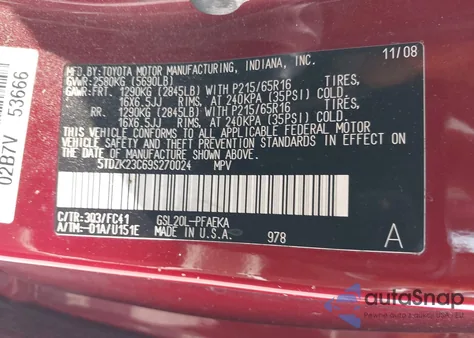 11/08
MFD. BY: TOYOTA MOTOR MANUFACTURING, INDIANA, INC.
GVWR: 2580KG (5690LB)
GAWR: FRT. 1290KG (2845LB) WITH P215/65R16 TIRES,
16X6.5JJ RIMS, AT 240KPA (35PSI) COLD.
RR. 1290KG (2845LB) WITH P215/65R16 TIRES,
16X6.5JJ RIMS, AT 240KPA (35PSI) COLD.
THIS VEHICLE CONFORMS TO ALL APPLICABLE FEDERAL MOTOR
VEHICLE SAFETY STANDARDS IN EFFECT ON THE DATE OF
MANUFACTURE SHOWN ABOVE.
5TDZK23C69S270024 MPV
C/TR: 3Q3/FC41 GSL20L-PFAEKA
A/TM: -01A/U151E MADE IN U.S.A. 978
A
02B7V 53666
autoSnap